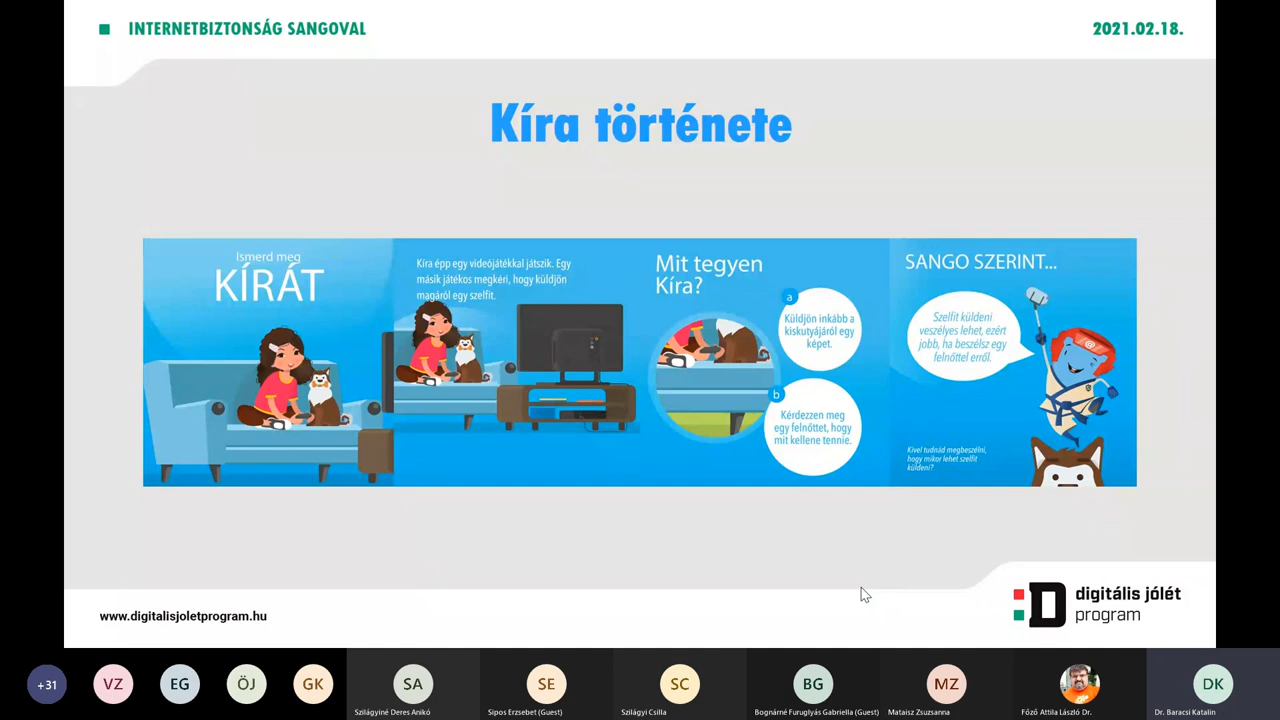 INTERNETBIZTONSÁG SANGOVAL
2021.02.18.
Kíra története
Ismerd meg
KÍRÁT
Kíra épp egy videójátékkal játszik. Egy
másik játékos megkéri, hogy küldjön
magáról egy szelfit.
Mit tegyen
Kíra?
a
Küldjön inkább a
kiskutyájáról egy
képet.
b
Kérdezzen meg
egy felnőttet, hogy
mit kellene tennie.
SANGO SZERINT...
Szelfit küldeni
veszélyes lehet, ezért
jobb, ha beszélsz egy
felnőttel erről.
@
Kivel tudnád megbeszélni,
hogy mikor lehet szelfit
küldeni?
www.digitalisjoletprogram.hu
digitális jólét
program
+31
VZ
EG
ÖJ
GK
SA
SE
SC
BG
MZ
DK
Szilágyiné Deres Anikó
Sipos Erzsebet (Guest)
Szilágyi Csilla
Bognárné Furuglyás Gabriella (Guest)
Mataisz Zsuzsanna
Főző Attila László Dr.
Dr. Baracsi Katalin